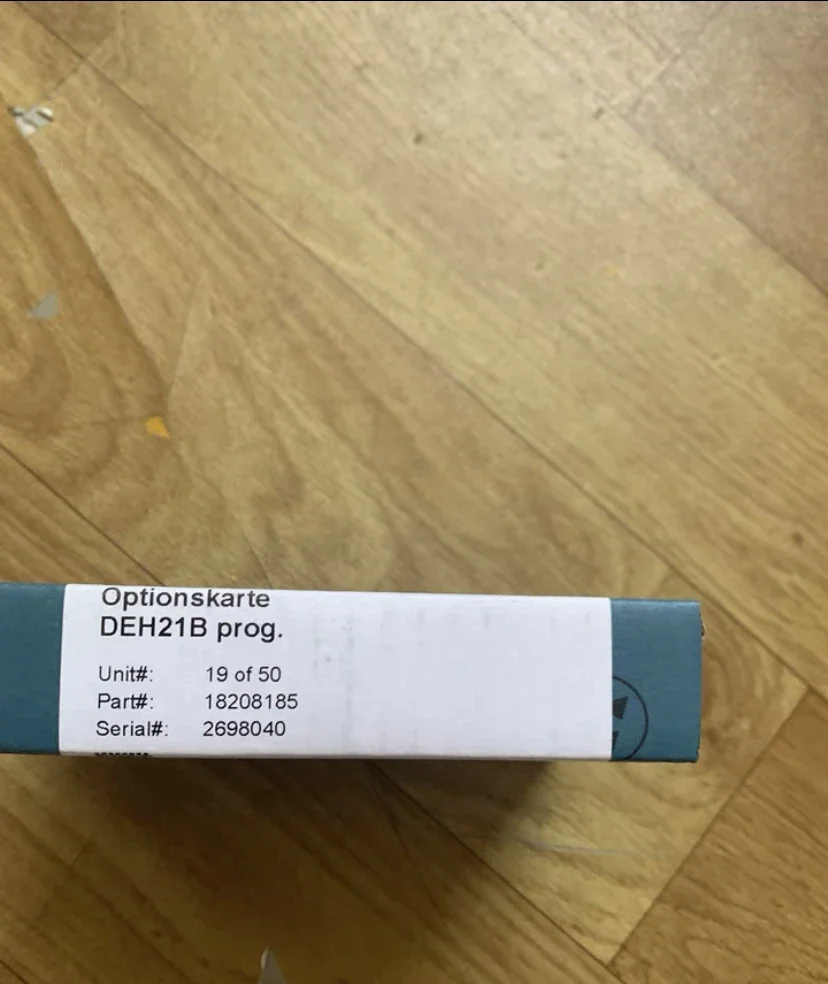 Optionskarte
DEH21B prog.
Unit#: 19 of 50
Part#: 18208185
Serial#: 2698040